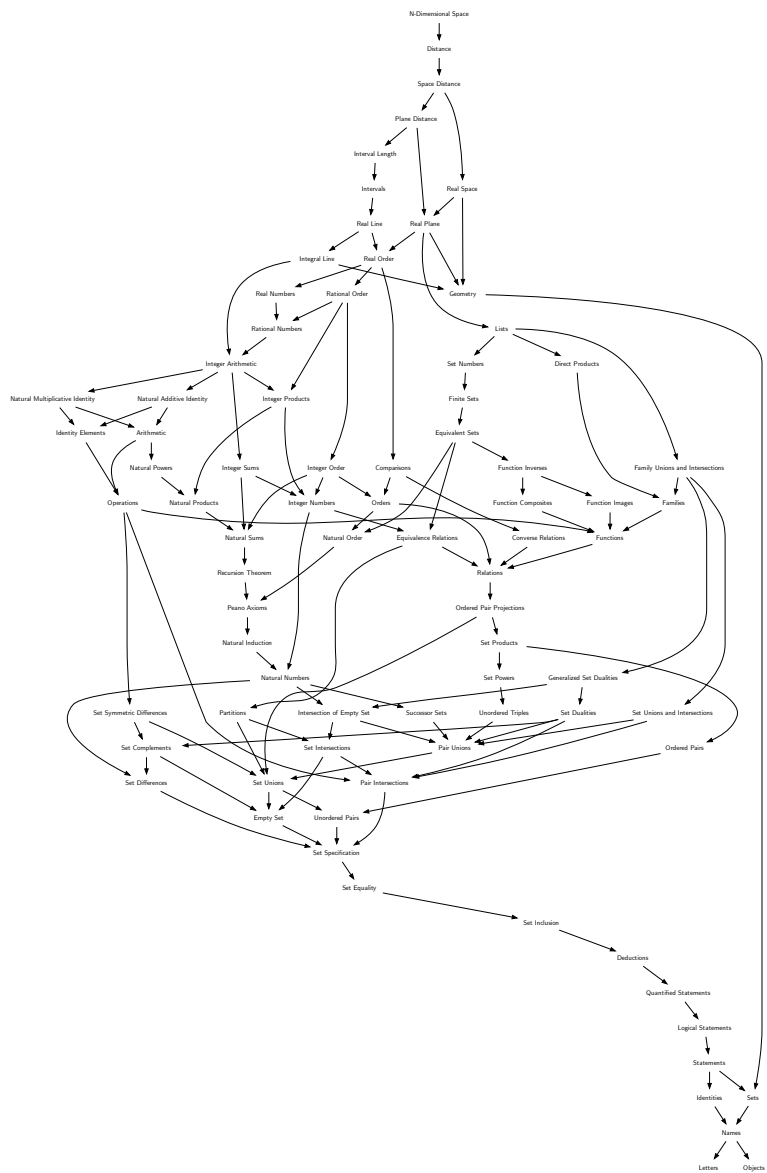 N-Dimensional Space
Distance
Space Distance
Plane Distance
Interval Length
Intervals Real Space
Real Line Real Plane
Integral Line Real Order
Real Numbers Rational Order Geometry
Rational Numbers Lists
Integer Arithmetic Set Numbers Direct Products
Natural Multiplicative Identity Natural Additive Identity Integer Products Finite Sets
Identity Elements Arithmetic Equivalent Sets
Natural Powers Integer Sums Integer Order Comparisons Function Inverses Family Unions and Intersections
Operations Natural Products Integer Numbers Orders Function Composites Function Images Families
Natural Sums Natural Order Equivalence Relations Converse Relations Functions
Recursion Theorem Relations
Peano Axioms Ordered Pair Projections
Natural Induction Set Products
Natural Numbers Set Powers Generalized Set Dualities
Set Symmetric Differences Partitions Intersection of Empty Set Successor Sets Unordered Triples Set Dualities Set Unions and Intersections
Set Complements Set Intersections Pair Unions Ordered Pairs
Set Differences Set Unions Pair Intersections
Empty Set Unordered Pairs
Set Specification
Set Equality
Set Inclusion
Deductions
Quantified Statements
Logical Statements
Statements
Identities Sets
Names
Letters Objects